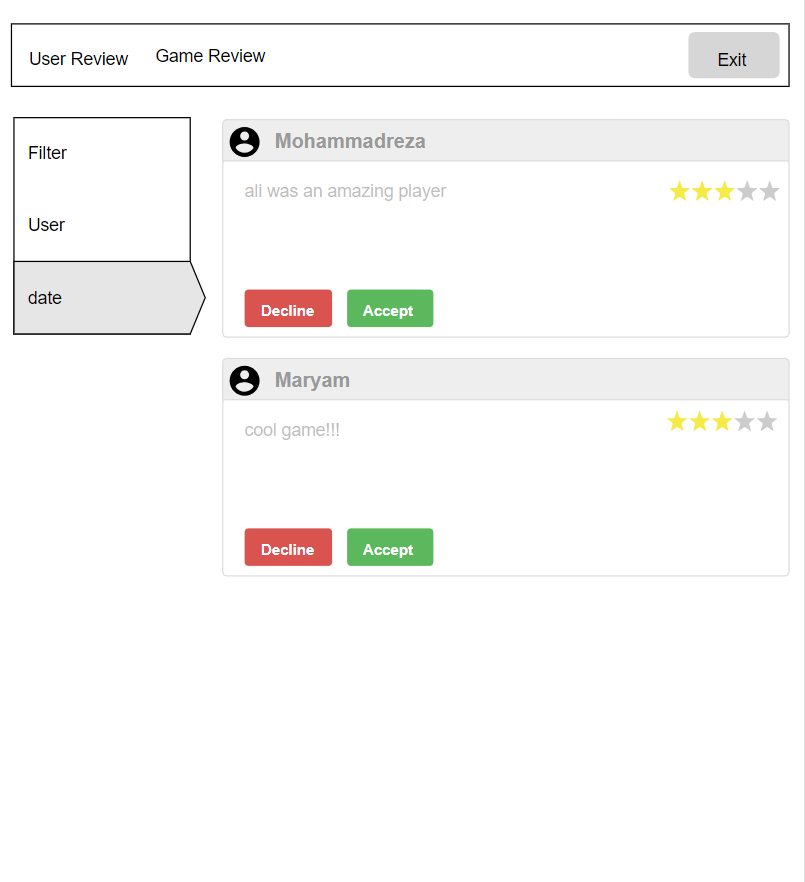 User Review
Game Review
Exit
Filter
User
date
Mohammadreza
ali was an amazing player
Decline
Accept
Maryam
cool game!!!
Decline
Accept